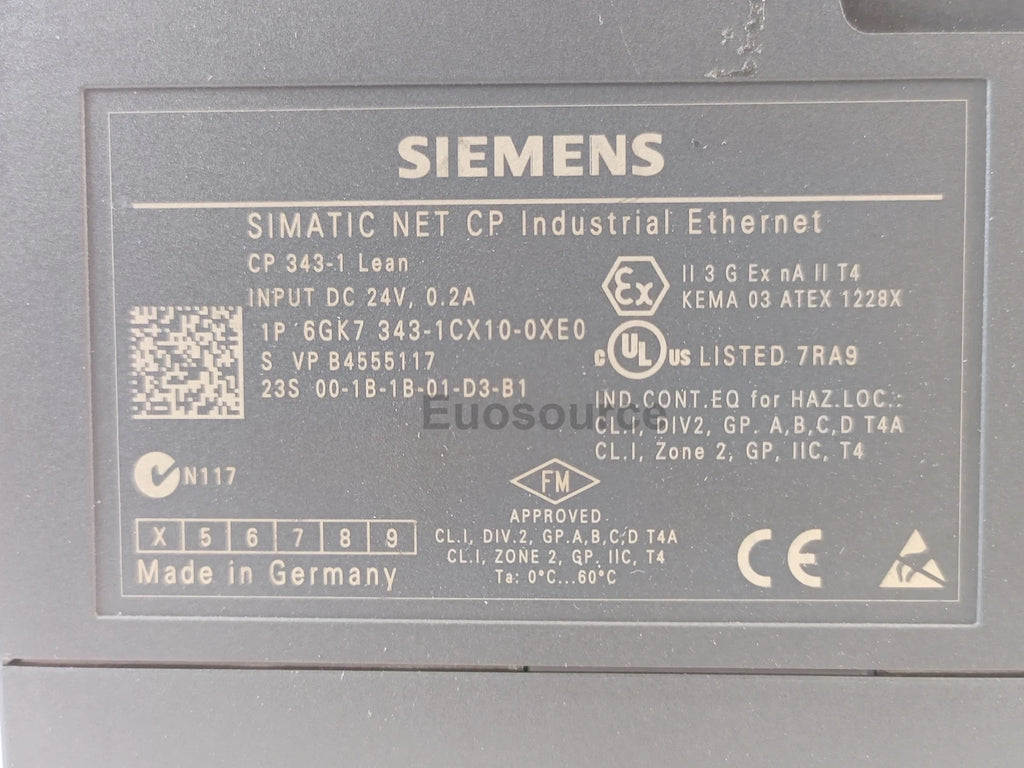 SIEMENS
SIMATIC NET CP Industrial Ethernet
CP 343-1 Lean
INPUT DC 24V, 0.2A
1P 6GK7 343-1CX10-0XE0
S VP B4555117
23S 00-1B-1B-01-D3-B1
Ex
II 3 G Ex nA II T4
KEMA 03 ATEX 1228X
c UL us LISTED 7RA9
IND.CONT.EQ for HAZ.LOC.:
CL.I, DIV2, GP. A,B,C,D T4A
CL.I, Zone 2, GP, IIC, T4
Euosource
N117
FM
APPROVED
CL.I, DIV.2, GP.A,B,C,D T4A
CL.I, ZONE 2, GP. IIC, T4
Ta: 0°C...60°C
X 5 6 7 8 9
Made in Germany
CE